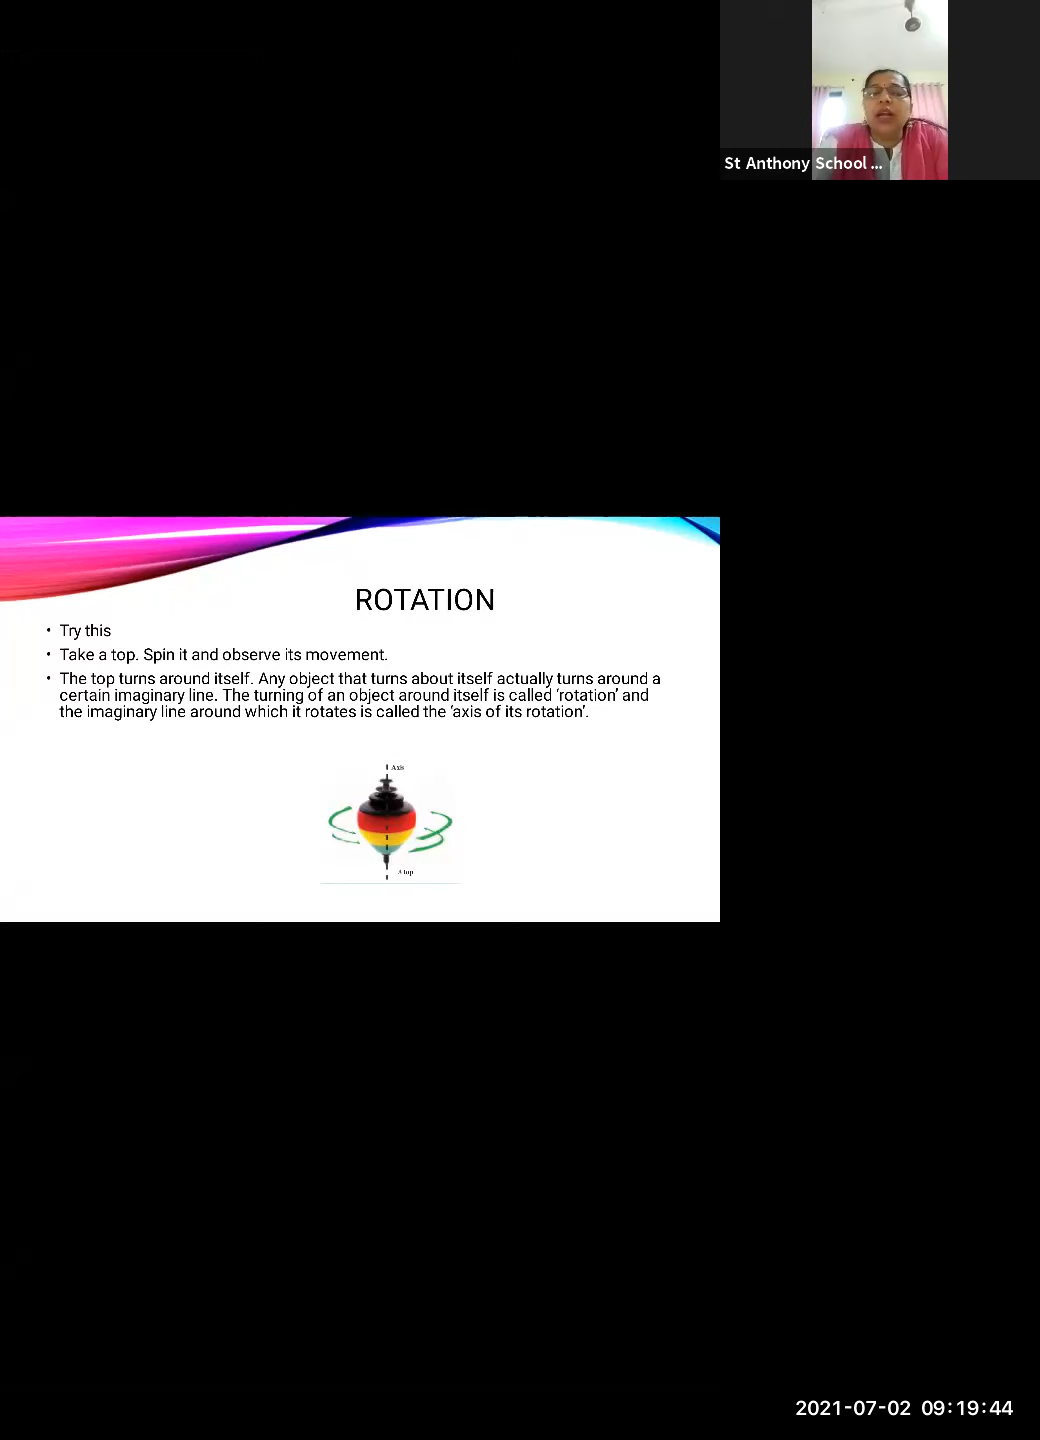 St Anthony School ...
ROTATION
• Try this
• Take a top. Spin it and observe its movement.
• The top turns around itself. Any object that turns about itself actually turns around a
certain imaginary line. The turning of an object around itself is called ‘rotation’ and
the imaginary line around which it rotates is called the ‘axis of its rotation’.
Axis
A top
2021-07-02 09:19:44